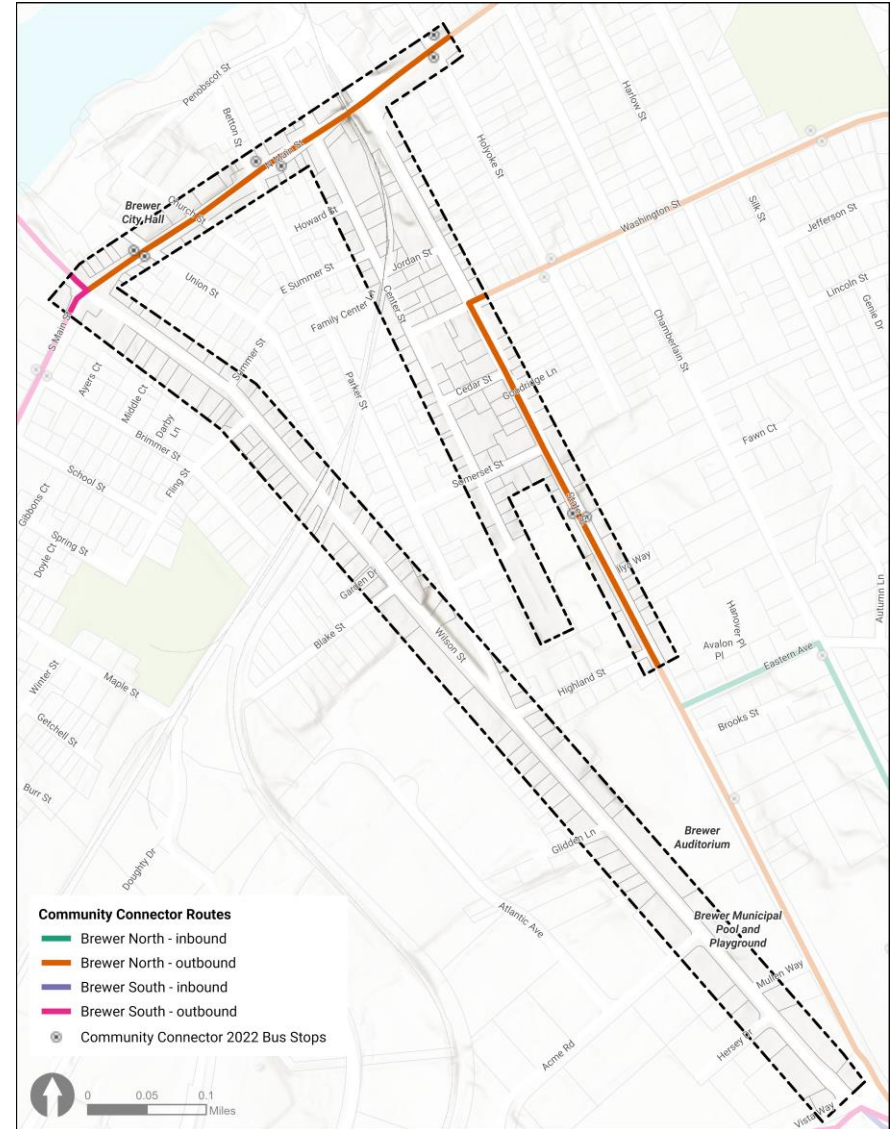 Penobscot St
Betton St
Harlow St
N Main St
Holyoke St
Brewer
City Hall
Church St
Washington St
Silk St
Howard St
Jefferson St
Jordan St
Union St
E Summer St
Center St
Lincoln St
Family Center L
Genie Dr
S Main St
Chamberlain St
Summer St
Ayers Ct
Parker St
Cedar St
Goodridge Ln
Middle Ct
Darby
Ln
Brimmer St
Fawn Ct
School St
Fling St
Somerset St
Gibbons Ct
State St
Spring St
Doyle Ct
Garden Dr
Autumn Ln
Hanover Pl
Blake St
Wilson St
Avalon
Pl
Eastern Ave
Winter St
Maple St
Highland St
Brooks St
Getchell St
Burr St
Brewer
Auditorium
Glidden Ln
Doughty Dr
Atlantic Ave
Brewer Municipal
Pool and
Playground
Mullen Way
Hersey Dr
Acme Rd
Vista Way
Community Connector Routes
Brewer North - inbound
Brewer North - outbound
Brewer South - inbound
Brewer South - outbound
Community Connector 2022 Bus Stops
0 0.05 0.1
Miles